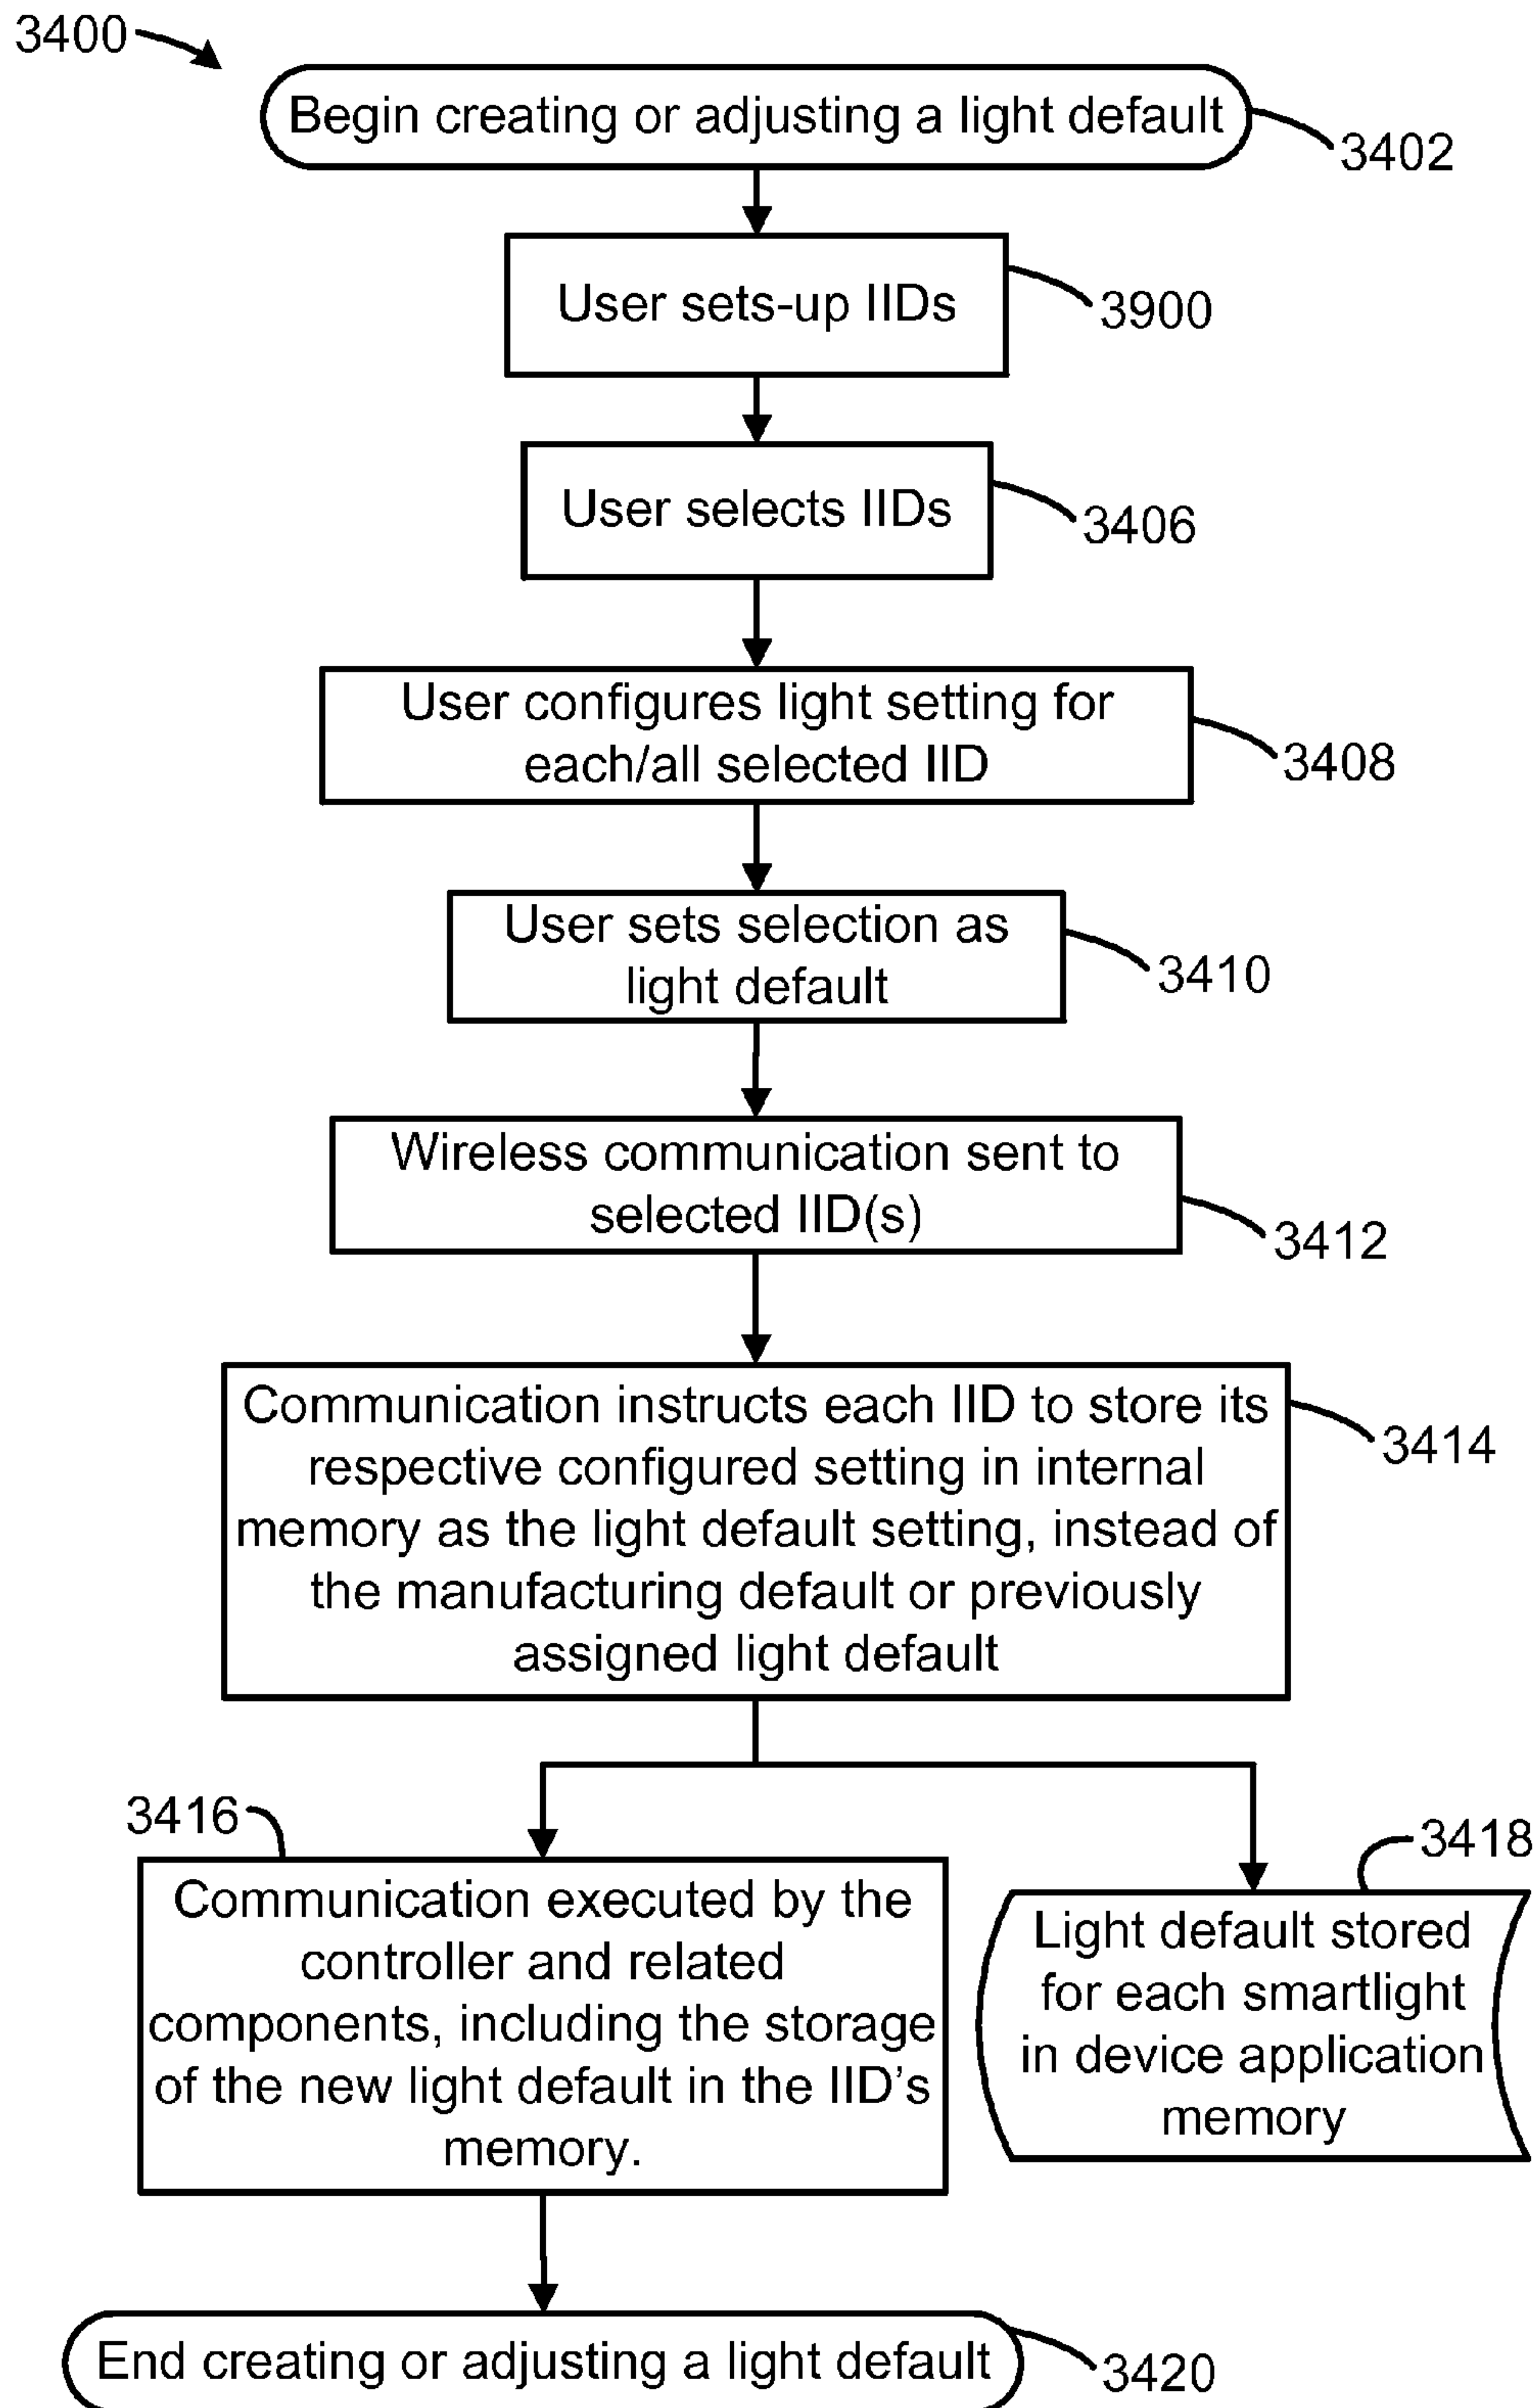 3400
Begin creating or adjusting a light default
3402
User sets-up IIDs
3900
User selects IIDs
3406
User configures light setting for
each/all selected IID
3408
User sets selection as
light default
3410
Wireless communication sent to
selected IID(s)
3412
Communication instructs each IID to store its
respective configured setting in internal
memory as the light default setting, instead of
the manufacturing default or previously
assigned light default
3414
3416
Communication executed by the
controller and related
components, including the storage
of the new light default in the IID's
memory.
3418
Light default stored
for each smartlight
in device application
memory
End creating or adjusting a light default
3420